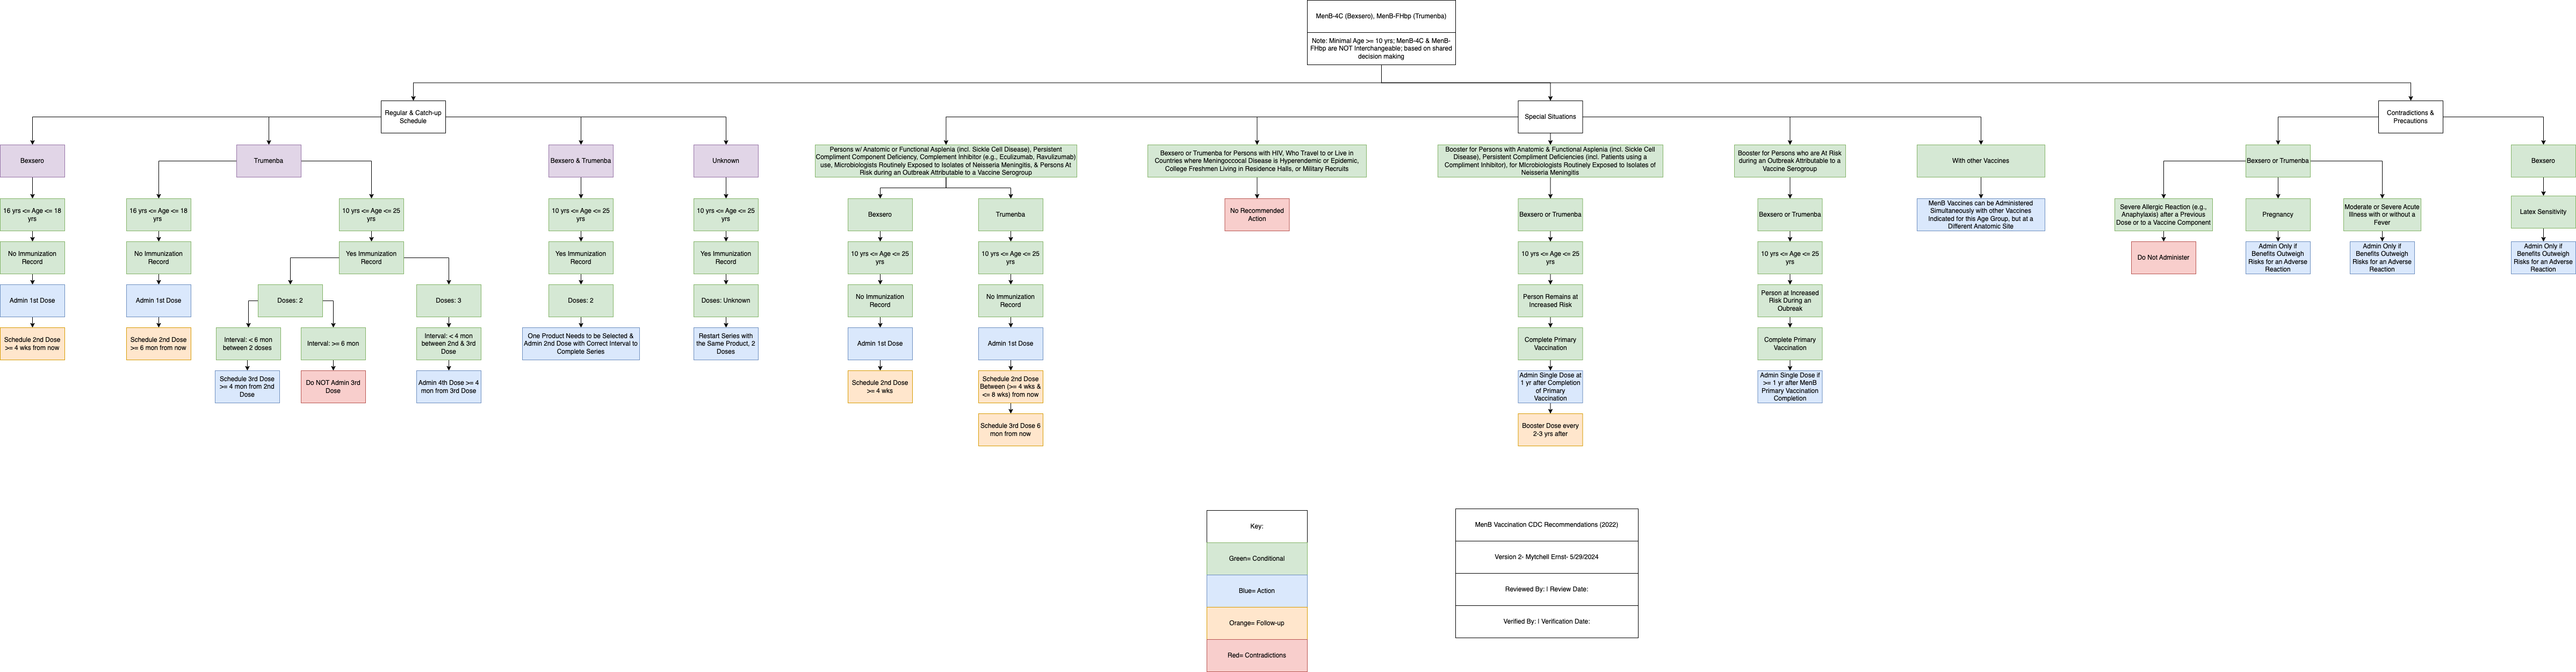 MenB-4C (Bexsero), MenB-FHbp (Trumenba)
Note: Minimal Age >= 10 yrs; MenB-4C & MenB-
FHbp are NOT Interchangeable; based on shared
decision making
Regular & Catch-up
Schedule
Special Situations
Contradictions &
Precautions
Bexsero
Trumenba
Bexsero & Trumenba
Unknown
Persons w/ Anatomic or Functional Asplenia (incl. Sickle Cell Disease), Persistent
Compliment Component Deficiency, Complement Inhibitor (e.g., Eculizumab, Ravulizumab)
use, Microbiologists Routinely Exposed to Isolates of Neisseria Meningitis, & Persons At
Risk during an Outbreak Attributable to a Vaccine Serogroup
Bexsero or Trumenba for Persons with HIV, Who Travel to or Live in
Countries where Meningococcal Disease is Hyperendemic or Epidemic,
College Freshmen Living in Residence Halls, or Military Recruits
Booster for Persons with Anatomic & Functional Asplenia (incl. Sickle Cell
Disease), Persistent Compliment Deficiencies (incl. Patients using a
Compliment Inhibitor), for MIcrobiologists Routinely Exposed to Isolates of
Neisseria Meningitis
Booster for Persons who are At Risk
during an Outbreak Attributable to a
Vaccine Serogroup
With other Vaccines
Bexsero or Trumenba
Bexsero
16 yrs <= Age <= 18
yrs
16 yrs <= Age <= 18
yrs
10 yrs <= Age <= 25
yrs
10 yrs <= Age <= 25
yrs
10 yrs <= Age <= 25
yrs
Bexsero
Trumenba
No Recommended
Action
Bexsero or Trumenba
Bexsero or Trumenba
MenB Vaccines can be Administered
Simultaneously with other Vaccines
Indicated for this Age Group, but at a
Different Anatomic Site
Severe Allergic Reaction (e.g.,
Anaphylaxis) after a Previous
Dose or to a Vaccine Component
Pregnancy
Moderate or Severe Acute
Illness with or without a
Fever
Latex Sensitivity
No Immunization
Record
No Immunization
Record
Yes Immunization
Record
Yes Immunization
Record
Yes Immunization
Record
10 yrs <= Age <= 25
yrs
10 yrs <= Age <= 25
yrs
10 yrs <= Age <= 25
yrs
10 yrs <= Age <= 25
yrs
Do Not Administer
Admin Only if
Benefits Outweigh
Risks for an Adverse
Reaction
Admin Only if
Benefits Outweigh
Risks for an Adverse
Reaction
Admin Only if
Benefits Outweigh
Risks for an Adverse
Reaction
Admin 1st Dose
Admin 1st Dose
Doses: 2
Doses: 3
Doses: 2
Doses: Unknown
No Immunization
Record
No Immunization
Record
Person Remains at
Increased Risk
Person at Increased
Risk During an
Outbreak
Schedule 2nd Dose
>= 4 wks from now
Schedule 2nd Dose
>= 6 mon from now
Interval: < 6 mon
between 2 doses
Interval: >= 6 mon
Interval: < 4 mon
between 2nd & 3rd
Dose
One Product Needs to be Selected &
Admin 2nd Dose with Correct Interval to
Complete Series
Restart Series with
the Same Product, 2
Doses
Admin 1st Dose
Admin 1st Dose
Complete Primary
Vaccination
Complete Primary
Vaccination
Schedule 3rd Dose
>= 4 mon from 2nd
Dose
Do NOT Admin 3rd
Dose
Admin 4th Dose >= 4
mon from 3rd Dose
Schedule 2nd Dose
>= 4 wks
Schedule 2nd Dose
Between (>= 4 wks &
<= 8 wks) from now
Admin Single Dose at
1 yr after Completion
of Primary
Vaccination
Admin Single Dose if
>= 1 yr after MenB
Primary Vaccination
Completion
Schedule 3rd Dose 6
mon from now
Booster Dose every
2-3 yrs after
Key:
Green= Conditional
Blue= Action
Orange= Follow-up
Red= Contradictions
MenB Vaccination CDC Recommendations (2022)
Version 2- Mytchell Ernst- 5/29/2024
Reviewed By: | Review Date:
Verified By: | Verification Date: